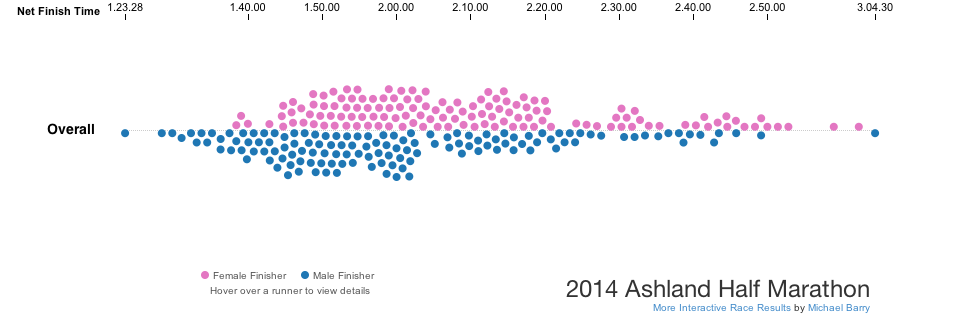 Net Finish Time
1.23.28 1.40.00 1.50.00 2.00.00 2.10.00 2.20.00 2.30.00 2.40.00 2.50.00 3.04.30
Overall
Female Finisher Male Finisher
Hover over a runner to view details
2014 Ashland Half Marathon
More Interactive Race Results by Michael Barry